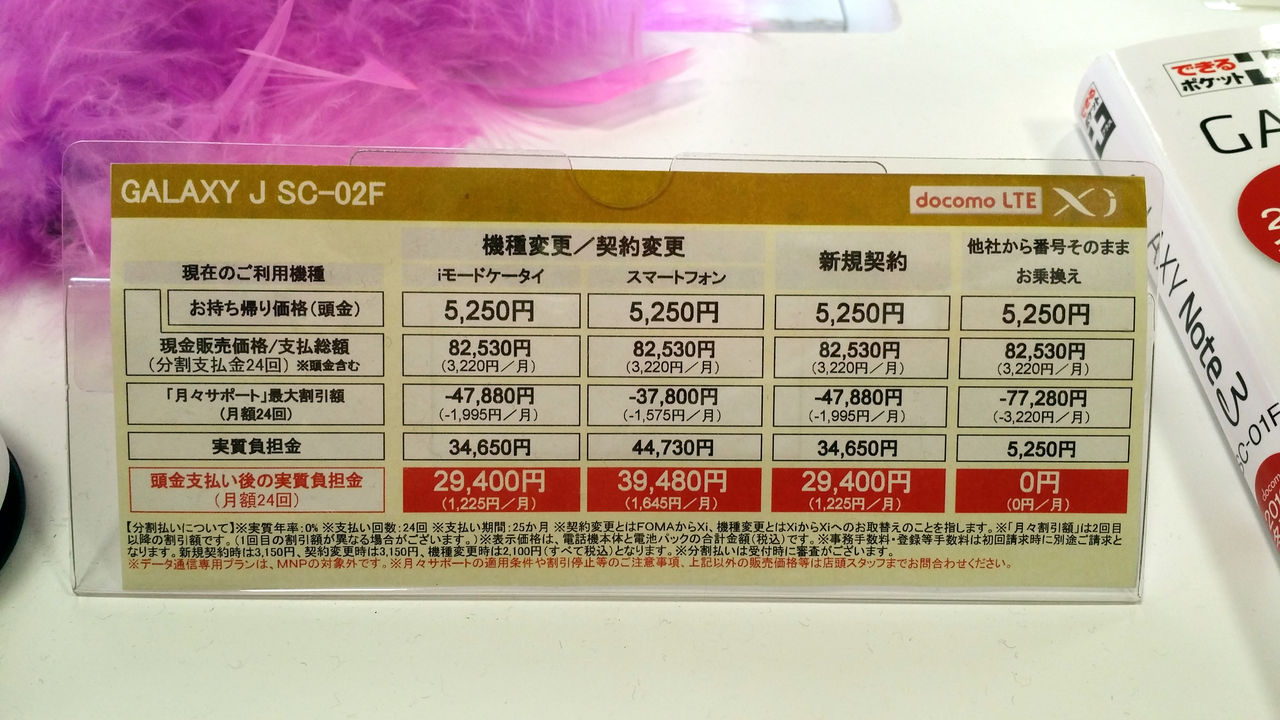 GALAXY J SC-02F
docomo LTE Xi
機種変更／契約変更
新規契約
他社から番号そのまま
お乗換え
現在のご利用機種
iモードケータイ
スマートフォン
お持ち帰り価格(頭金) 5,250円 5,250円 5,250円 5,250円
現金販売価格/支払総額 82,530円 82,530円 82,530円 82,530円
(分割支払金24回) ※頭金含む (3,220円／月) (3,220円／月) (3,220円／月) (3,220円／月)
「月々サポート」最大割引額 -47,880円 -37,800円 -47,880円 -77,280円
(月額24回) (-1,995円／月) (-1,575円／月) (-1,995円／月) (-3,220円／月)
実質負担金 34,650円 44,730円 34,650円 5,250円
頭金支払い後の実質負担金 29,400円 39,480円 29,400円 0円
(月額24回) (1,225円／月) (1,645円／月) (1,225円／月) (0円／月)
【分割払いについて】※実質年率:0% ※支払い回数:24回 ※支払い期間:25か月 ※契約変更とはFOMAからXi、機種変更とはXiからXiへのお取替えのことを指します。※「月々割引額」は2回目
以降の割引額です。(1回目の割引額が異なる場合がございます。)※表示価格は、電話機本体と電池パックの合計金額(税込)です。※事務手数料・登録等手数料は初回請求時に別途ご請求と
なります。新規契約時は3,150円、契約変更時は3,150円、機種変更時は2,100円(すべて税込)となります。※分割払いは受付時に審査がございます。
※データ通信専用プランは、MNPの対象外です。※月々サポートの適用条件や割引停止等のご注意事項、上記以外の販売価格等は店頭スタッフまでお問合わせください。
できる
ポケット
GA
2
AXY Note 3
SC-01F
docomo